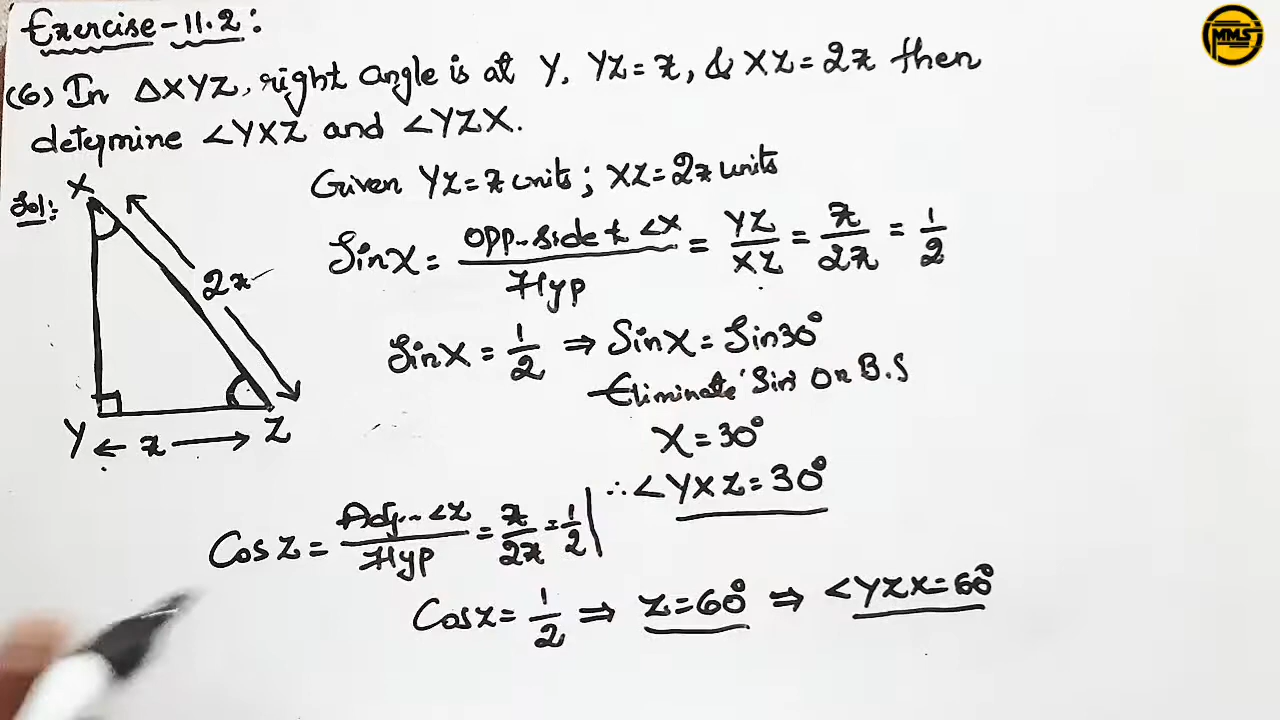 Exercise-11.2:
MMS
(6) In ΔXYZ, right angle is at Y, YZ = x, & XZ = 2x then
detemine ∠YXZ and ∠YZX.
Sol:
Given YZ = x units ; XZ = 2x units
X
2x
Y
x
Z
Sin X = Opp-side t ∠X / Hyp = YZ / XZ = x / 2x = 1/2
Sin X = 1/2 ⇒ Sin X = Sin 30°
Eliminate 'Sin' On B.S
X = 30°
∴ ∠YXZ = 30°
Cos Z = Adj- ∠Z / Hyp = x / 2x = 1/2
Cos Z = 1/2 ⇒ Z = 60° ⇒ ∠YZX = 60°